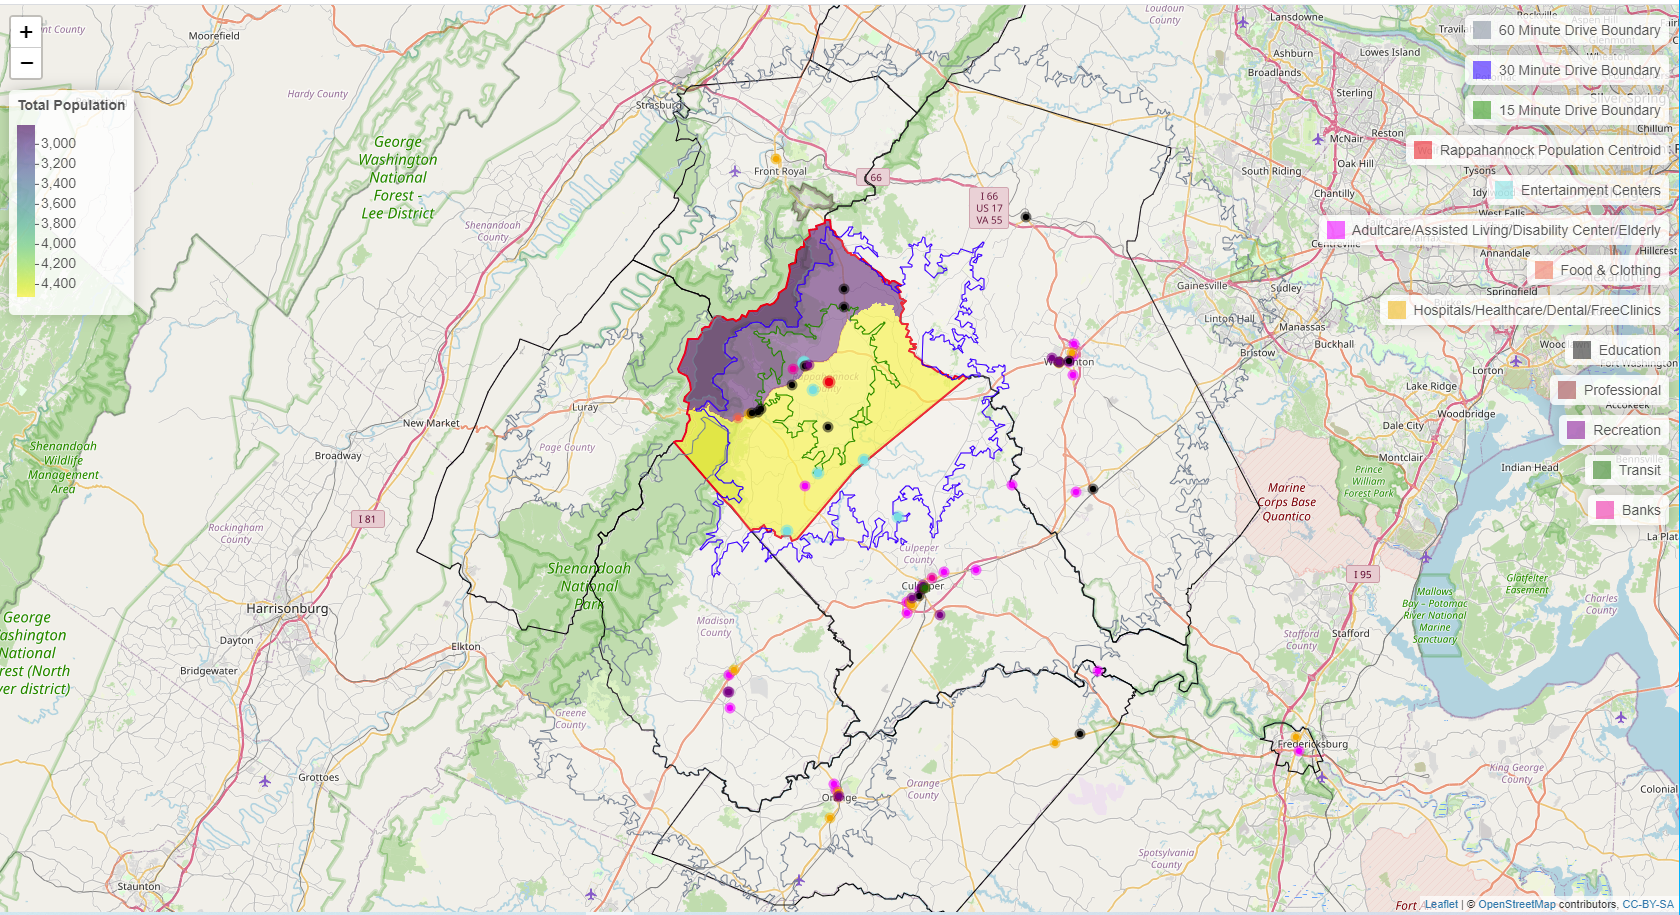 +
−
Total Population
3,000
3,200
3,400
3,600
3,800
4,000
4,200
4,400
60 Minute Drive Boundary
30 Minute Drive Boundary
15 Minute Drive Boundary
Rappahannock Population Centroid
Entertainment Centers
Adultcare/Assisted Living/Disability Center/Elderly
Food & Clothing
Hospitals/Healthcare/Dental/FreeClinics
Education
Professional
Recreation
Transit
Banks
Moorefield
Hardy County
George
Washington
National
Forest -
Lee District
Strasburg
Loudoun
County
Lansdowne
Ashburn
Lowes Island
Broadlands
Sterling
McNair
Reston
Chillum
Oak Hill
Tysons
South Riding
Chantilly
West Falls
Centreville
Annandale
Hillcrest
Springfield
Gainesville
Sudley
Linton Hall
Manassas
Bristow
Buckhall
Lorton
Lake Ridge
Woodbridge
Dale City
Montclair
Accokeek
Indian Head
Prince
William
Forest Park
Marine
Corps Base
Quantico
Front Royal
I 66
I 66
US 17
VA 55
Shenandoah
County
Luray
New Market
Page County
Broadway
Shenandoah
Wildlife
Management
Area
Rockingham
County
I 81
Culpeper
County
Shenandoah
National
Park
Madison
County
Harrisonburg
Dayton
Bridgewater
Elkton
George
National
Greene
County
Grottoes
Orange
County
Staunton
I 95
Mallows
Bay – Potomac
River National
Marine
Sanctuary
Glatfelter
Easement
Charles
County
La Plat
Stafford
County
Stafford
Fredericksburg
King George
County
Colonial
Spotsylvania
County
Fort
Leaflet | © OpenStreetMap contributors, CC-BY-SA